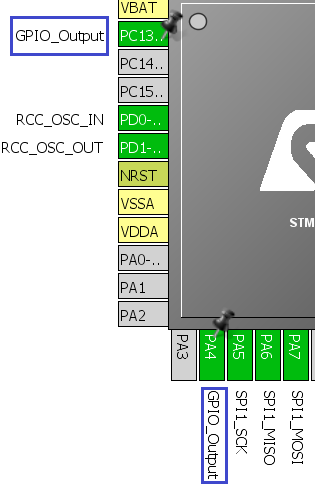 VBAT
GPIO_Output PC13..
PC14..
PC15..
RCC_OSC_IN PD0-..
RCC_OSC_OUT PD1-..
NRST
VSSA
VDDA
PA0-..
PA1
PA2
STM
PA3
PA4
PA5
PA6
PA7
GPIO_Output
SPI1_SCK
SPI1_MISO
SPI1_MOSI